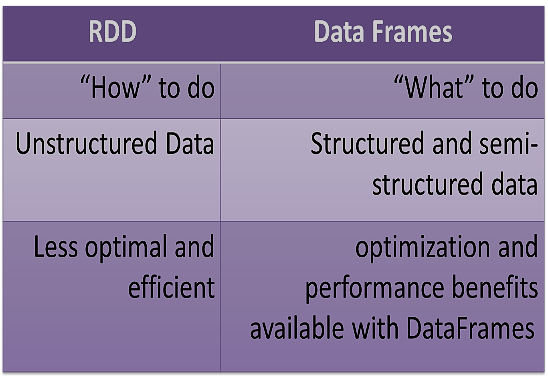 RDD
Data Frames
“How” to do
“What” to do
Unstructured Data
Structured and semi-
structured data
Less optimal and
efficient
optimization and
performance benefits
available with DataFrames